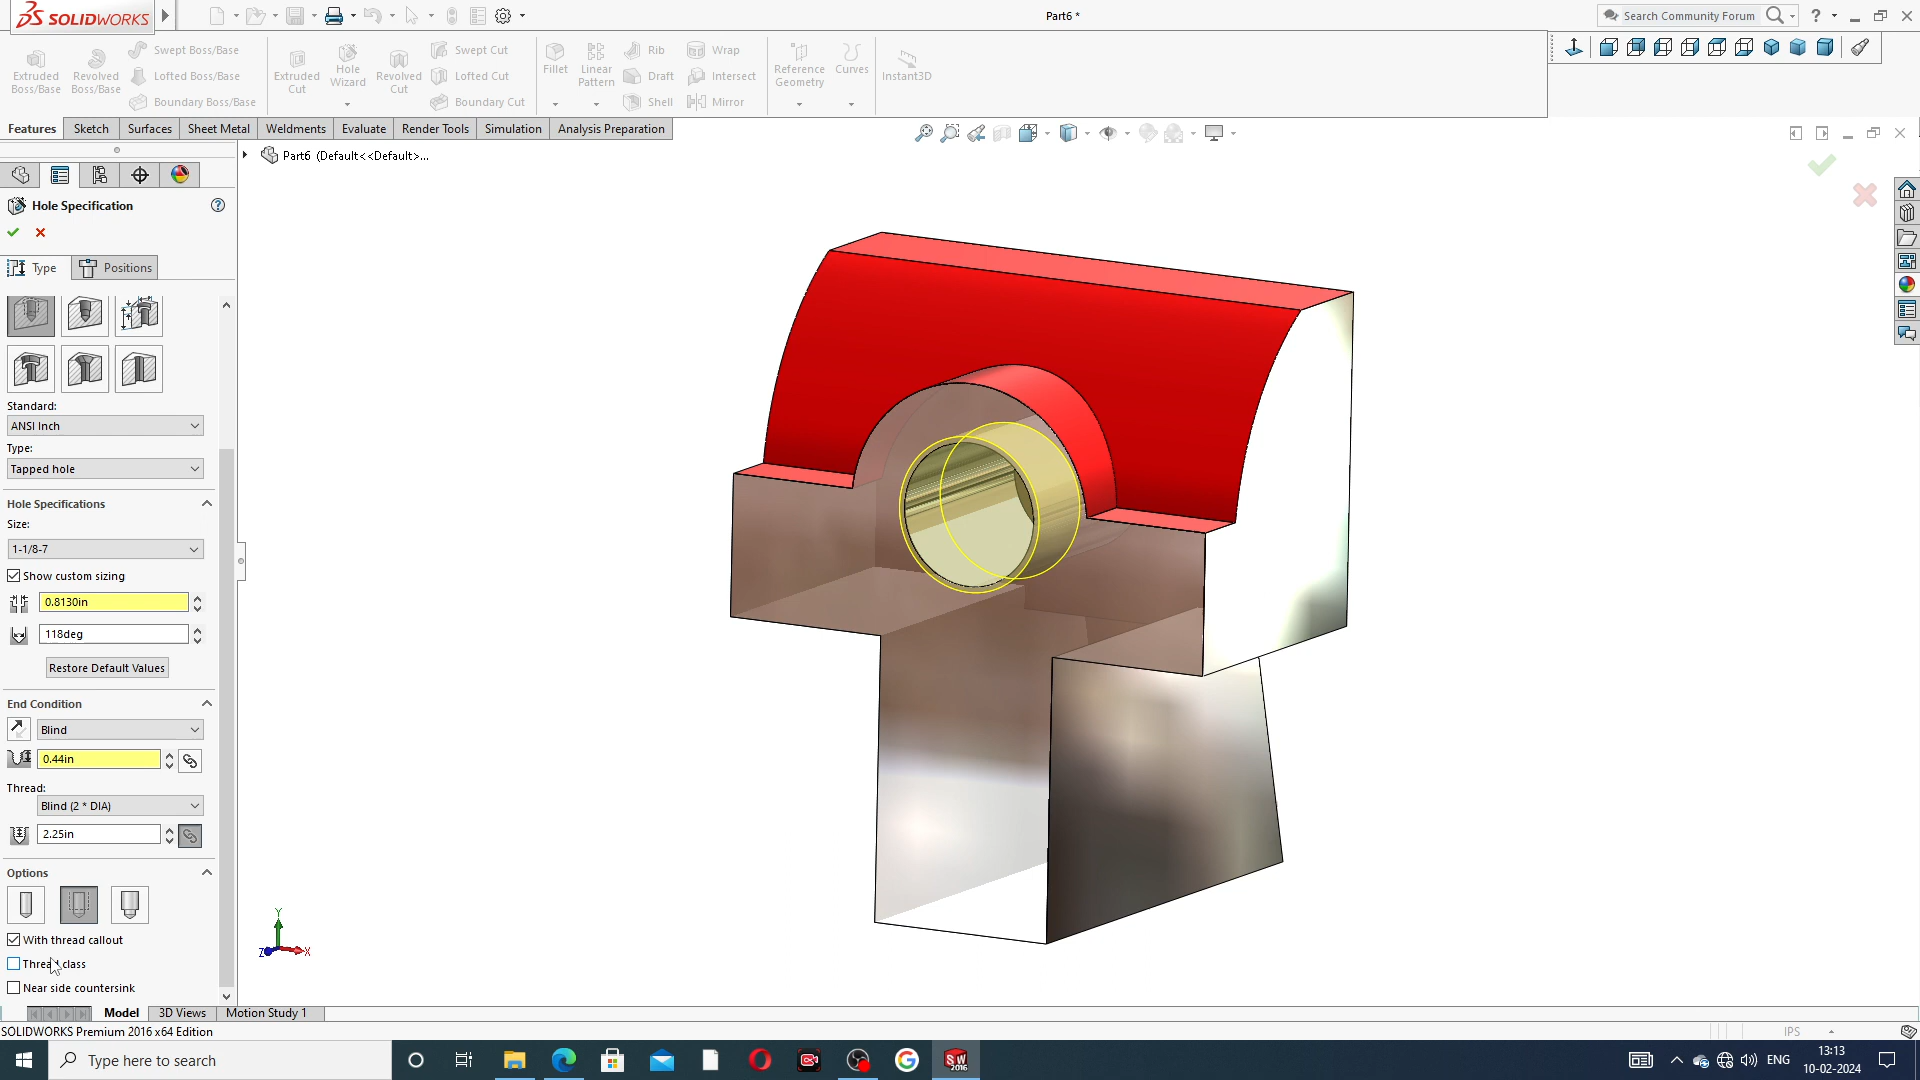 SOLIDWORKS
Part6 *
Search Community Forum
Extruded Boss/Base
Revolved Boss/Base
Swept Boss/Base
Lofted Boss/Base
Boundary Boss/Base
Extruded Cut
Hole Wizard
Revolved Cut
Swept Cut
Lofted Cut
Boundary Cut
Fillet
Linear Pattern
Rib
Draft
Shell
Wrap
Intersect
Mirror
Reference Geometry
Curves
Instant3D
Features
Sketch
Surfaces
Sheet Metal
Weldments
Evaluate
Render Tools
Simulation
Analysis Preparation
Part6 (Default<<Default>...
Hole Specification
Type
Positions
Standard:
ANSI Inch
Type:
Tapped hole
Hole Specifications
Size:
1-1/8-7
Show custom sizing
0.8130in
118deg
Restore Default Values
End Condition
Blind
0.44in
Thread:
Blind (2 * DIA)
2.25in
Options
With thread callout
Thread class
Near side countersink
Y
X
Z
Model
3D Views
Motion Study 1
SOLIDWORKS Premium 2016 x64 Edition
IPS
Type here to search
SW
2016
ENG
13:13
10-02-2024